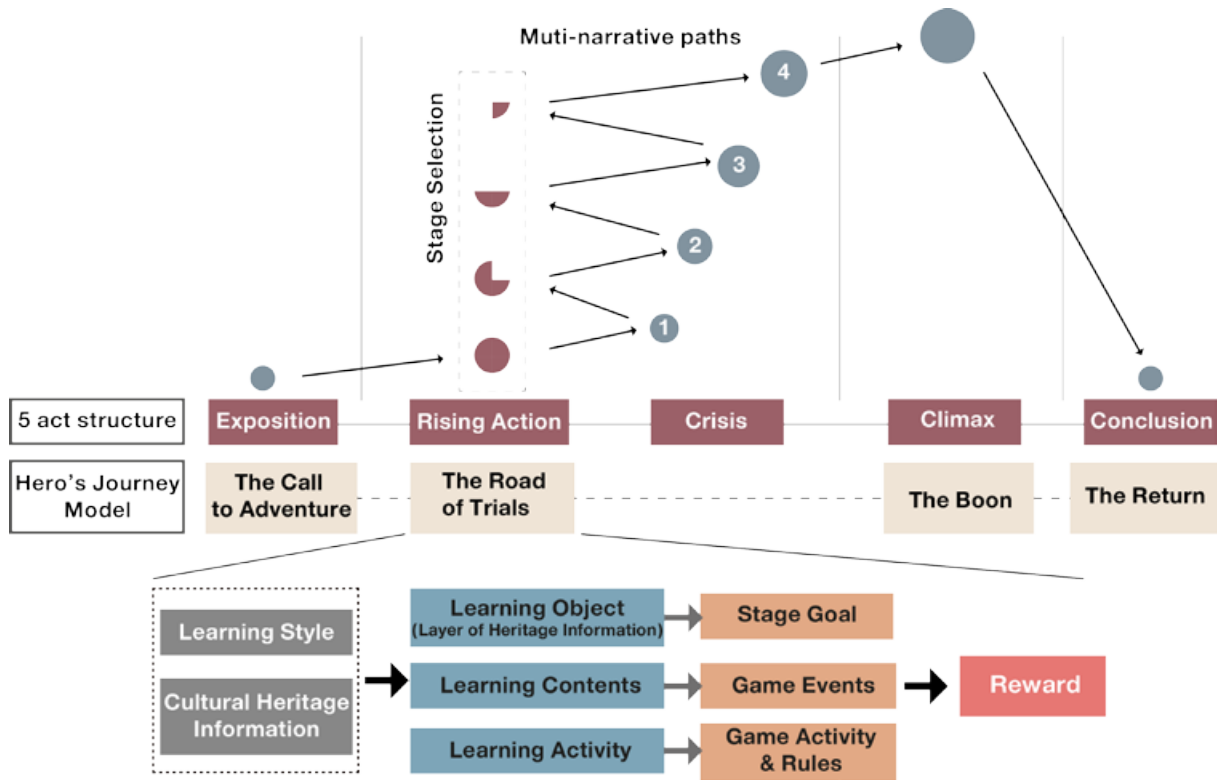 Muti-narrative paths
Stage Selection
4
3
2
1
5 act structure
Exposition
Rising Action
Crisis
Climax
Conclusion
Hero's Journey
Model
The Call
to Adventure
The Road
of Trials
The Boon
The Return
Learning Style
Cultural Heritage
Information
Learning Object
(Layer of Heritage Information)
Stage Goal
Learning Contents
Game Events
Reward
Learning Activity
Game Activity
& Rules